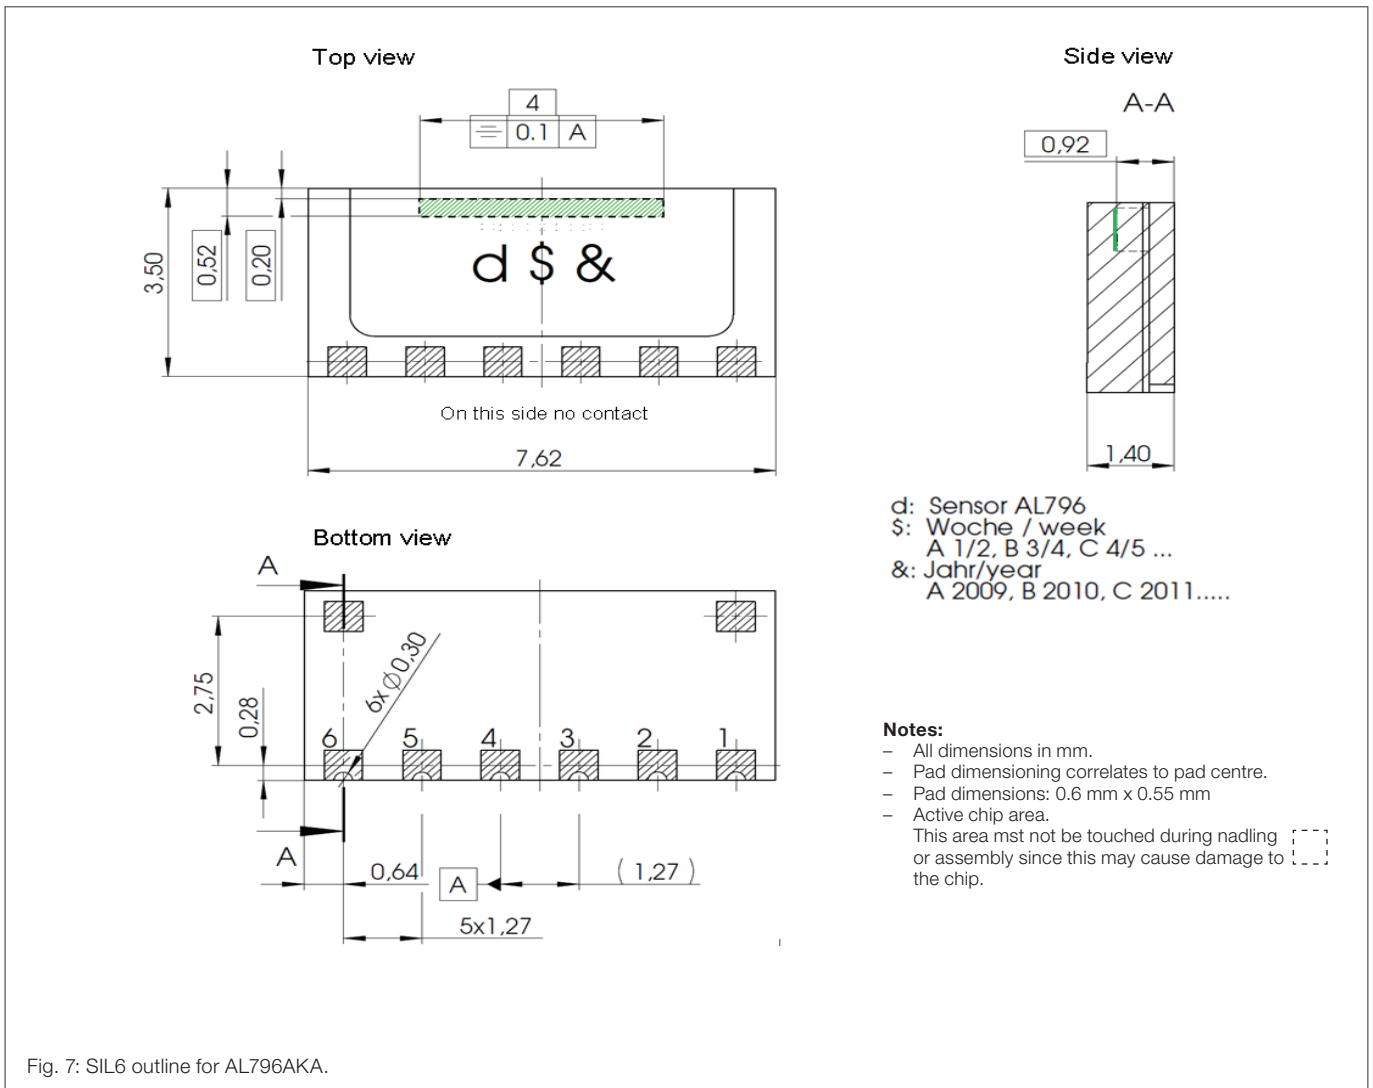 Top view
4
0.1 A
3,50
0,52
0,20
d $ &
On this side no contact
7,62
Side view
A-A
0,92
1,40
d: Sensor AL796
$: Woche / week
A 1/2, B 3/4, C 4/5 ...
&: Jahr/year
A 2009, B 2010, C 2011.....
Bottom view
A
2,75
0,28
6x Ø0,30
6 5 4 3 2 1
A
0,64
A
( 1,27 )
5x1,27
Notes:
– All dimensions in mm.
– Pad dimensioning correlates to pad centre.
– Pad dimensions: 0.6 mm x 0.55 mm
– Active chip area.
This area mst not be touched during nadling
or assembly since this may cause damage to
the chip.
Fig. 7: SIL6 outline for AL796AKA.